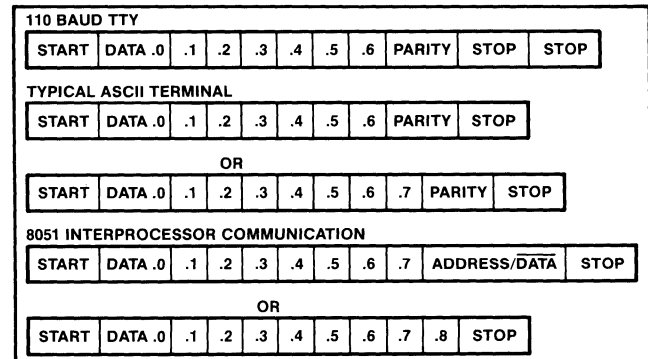 110 BAUD TTY
START DATA .0 .1 .2 .3 .4 .5 .6 PARITY STOP STOP
TYPICAL ASCII TERMINAL
START DATA .0 .1 .2 .3 .4 .5 .6 PARITY STOP
OR
START DATA .0 .1 .2 .3 .4 .5 .6 .7 PARITY STOP
8051 INTERPROCESSOR COMMUNICATION
START DATA .0 .1 .2 .3 .4 .5 .6 .7 ADDRESS/DATA STOP
OR
START DATA .0 .1 .2 .3 .4 .5 .6 .7 .8 STOP